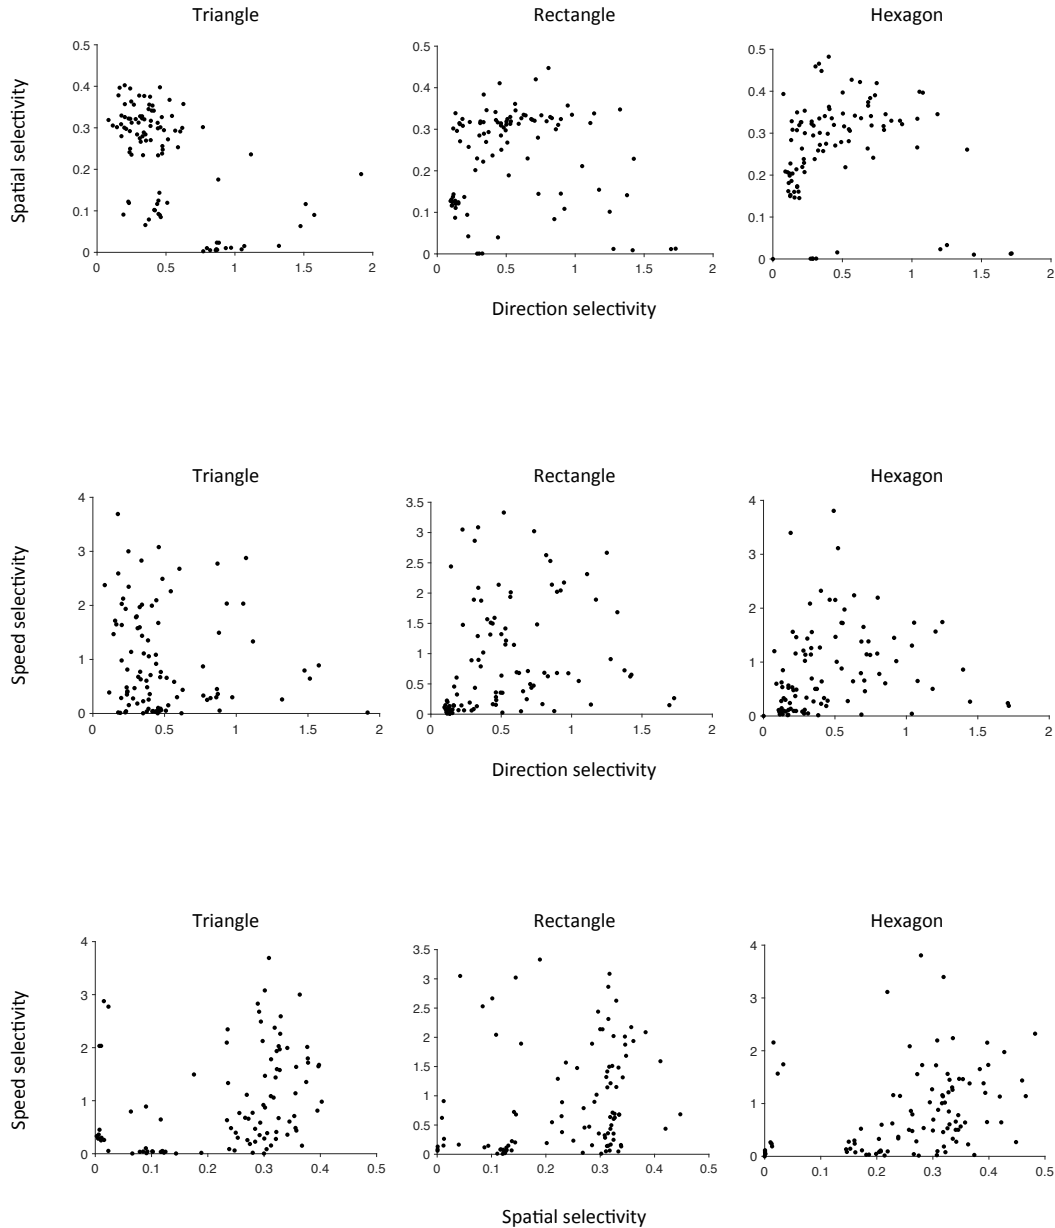 Triangle Rectangle Hexagon
Spatial selectivity
0.5 0.5 0.5
0.4 0.4 0.4
0.3 0.3 0.3
0.2 0.2 0.2
0.1 0.1 0.1
0 0 0
0 0.5 1 1.5 2 0 0.5 1 1.5 2 0 0.5 1 1.5 2
Direction selectivity
Triangle Rectangle Hexagon
Speed selectivity
4 3.5 4
3 3 3
2.5
2 2 2
1.5
1 1 1
0.5
0 0 0
0 0.5 1 1.5 2 0 0.5 1 1.5 2 0 0.5 1 1.5 2
Direction selectivity
Triangle Rectangle Hexagon
Speed selectivity
4 3.5 4
3 3 3
2.5
2 2 2
1.5
1 1 1
0.5
0 0 0
0 0.1 0.2 0.3 0.4 0.5 0 0.1 0.2 0.3 0.4 0.5 0 0.1 0.2 0.3 0.4 0.5
Spatial selectivity